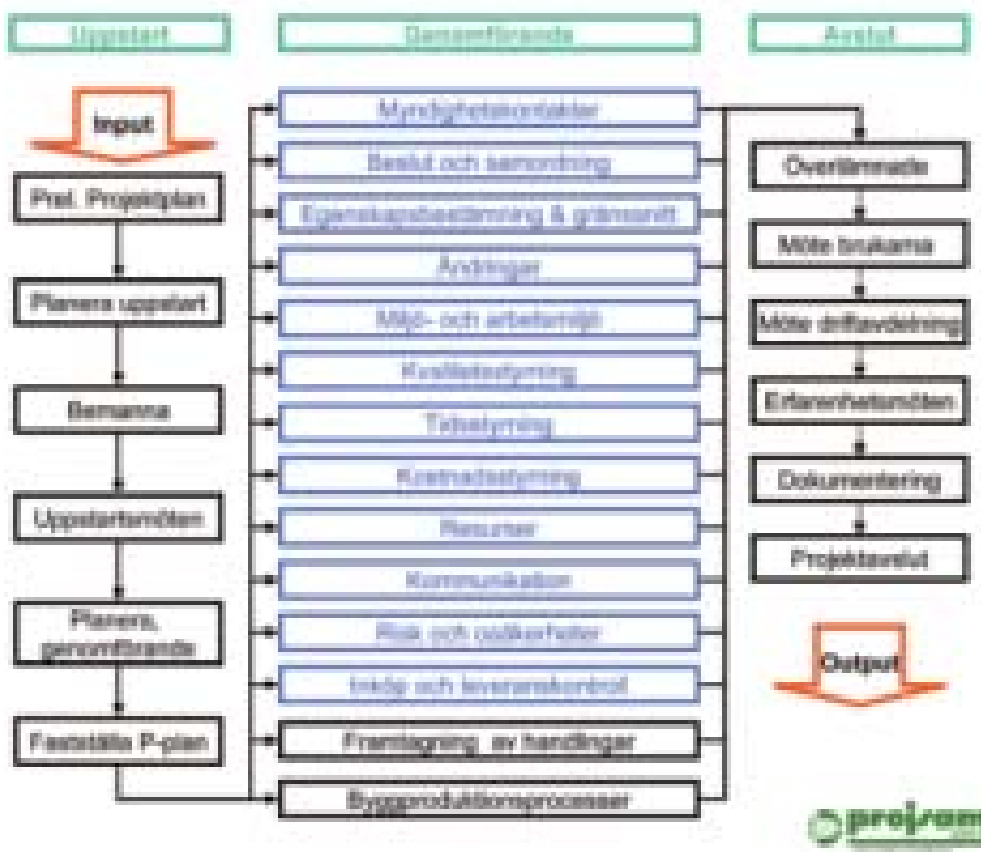 Uppstart
Genomförande
Avslut
Input
Prel. Projektplan
Planera uppstart
Bemanna
Uppstartsmöten
Planera,
genomförande
Fastställa P-plan
Myndighetskontakter
Beslut och samordning
Egenskapsbestämning & gränssnitt
Ändringar
Miljö- och arbetsmiljö
Kvalitetsstyrning
Tidsstyrning
Kostnadsstyrning
Resurser
Kommunikation
Risk och osäkerheter
Inköp och leveranskontroll
Framtagning av handlingar
Byggproduktionsprocesser
Överlämnade
Möte brukarna
Möte driftavdelning
Erfarenhetsmöten
Dokumentering
Projektavslut
Output
projsam